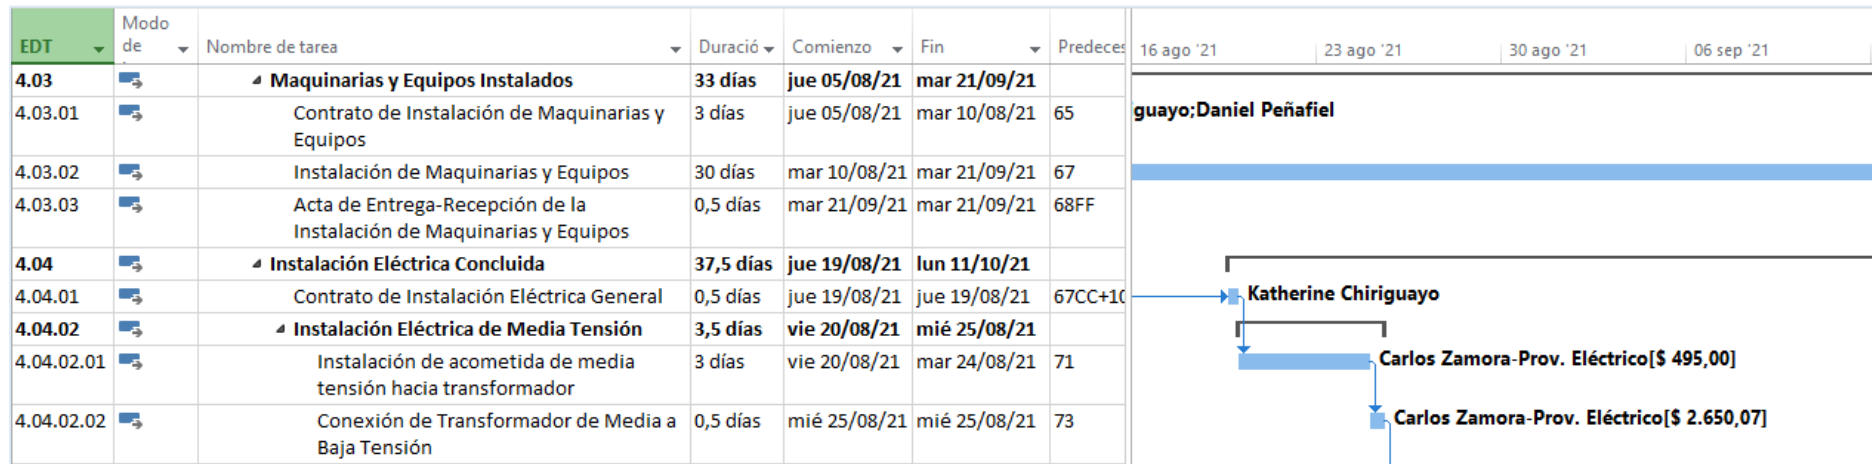 EDT Modo de Nombre de tarea Duració Comienzo Fin Predeces 16 ago '21 23 ago '21 30 ago '21 06 sep '21
4.03 Maquinarias y Equipos Instalados 33 días jue 05/08/21 mar 21/09/21
4.03.01 Contrato de Instalación de Maquinarias y 3 días jue 05/08/21 mar 10/08/21 65 guayo;Daniel Peñafiel
Equipos
4.03.02 Instalación de Maquinarias y Equipos 30 días mar 10/08/21 mar 21/09/21 67
4.03.03 Acta de Entrega-Recepción de la 0,5 días mar 21/09/21 mar 21/09/21 68FF
Instalación de Maquinarias y Equipos
4.04 Instalación Eléctrica Concluida 37,5 días jue 19/08/21 lun 11/10/21
4.04.01 Contrato de Instalación Eléctrica General 0,5 días jue 19/08/21 jue 19/08/21 67CC+10 Katherine Chiriguayo
4.04.02 Instalación Eléctrica de Media Tensión 3,5 días vie 20/08/21 mié 25/08/21
4.04.02.01 Instalación de acometida de media 3 días vie 20/08/21 mar 24/08/21 71 Carlos Zamora-Prov. Eléctrico[$ 495,00]
tensión hacia transformador
4.04.02.02 Conexión de Transformador de Media a 0,5 días mié 25/08/21 mié 25/08/21 73 Carlos Zamora-Prov. Eléctrico[$ 2.650,07]
Baja Tensión